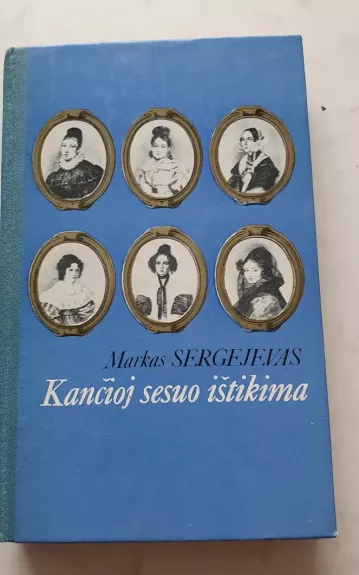 Markas SERGEJEVAS
Kančioj sesuo ištikima